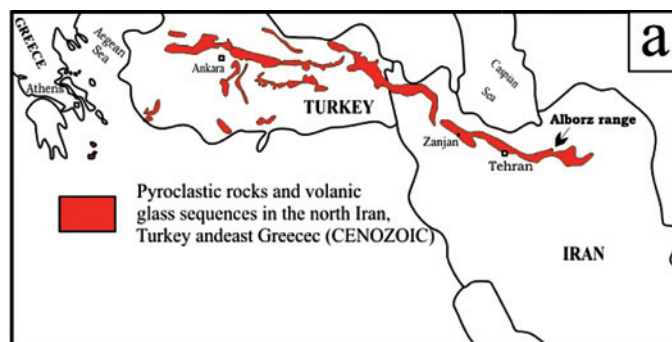 a
GREECE
Aegean
Sea
Athens
Ankara
TURKEY
Caspian
Sea
Alborz range
Zanjan
Tehran
Pyroclastic rocks and volanic
glass sequences in the north Iran,
Turkey andeast Greecec (CENOZOIC)
IRAN